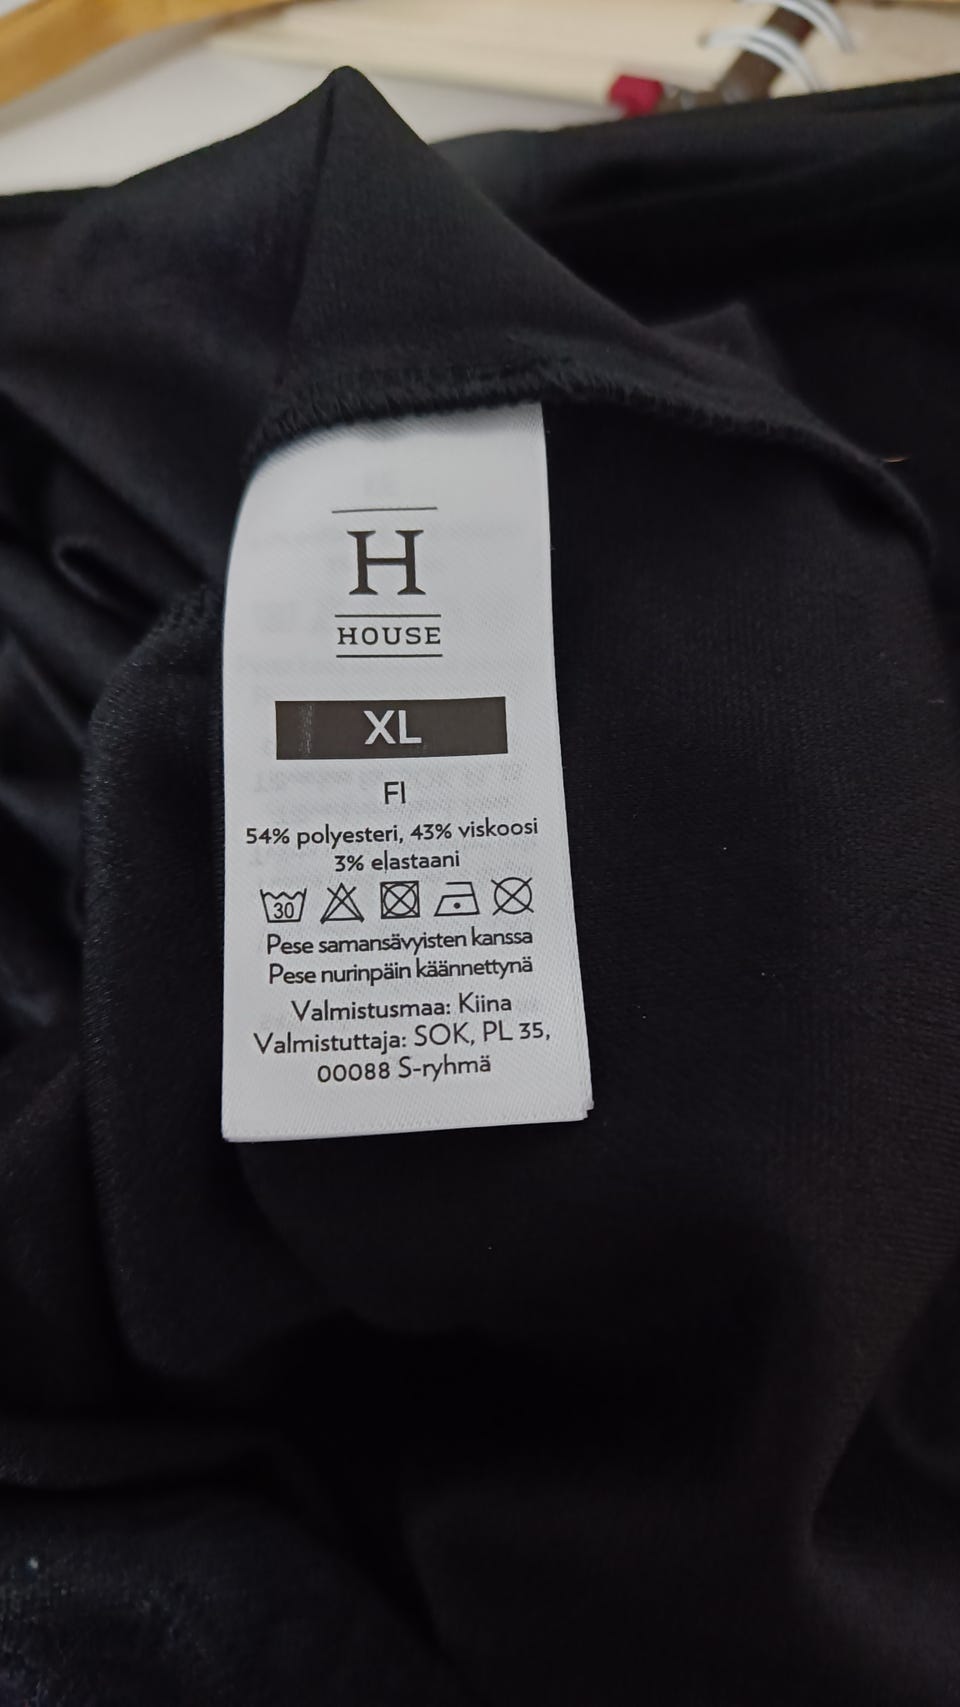 H
HOUSE
XL
FI
54% polyesteri, 43% viskoosi
3% elastaani
30
Pese samansävyisten kanssa
Pese nurinpäin käännettynä
Valmistusmaa: Kiina
Valmistuttaja: SOK, PL 35,
00088 S-ryhmä